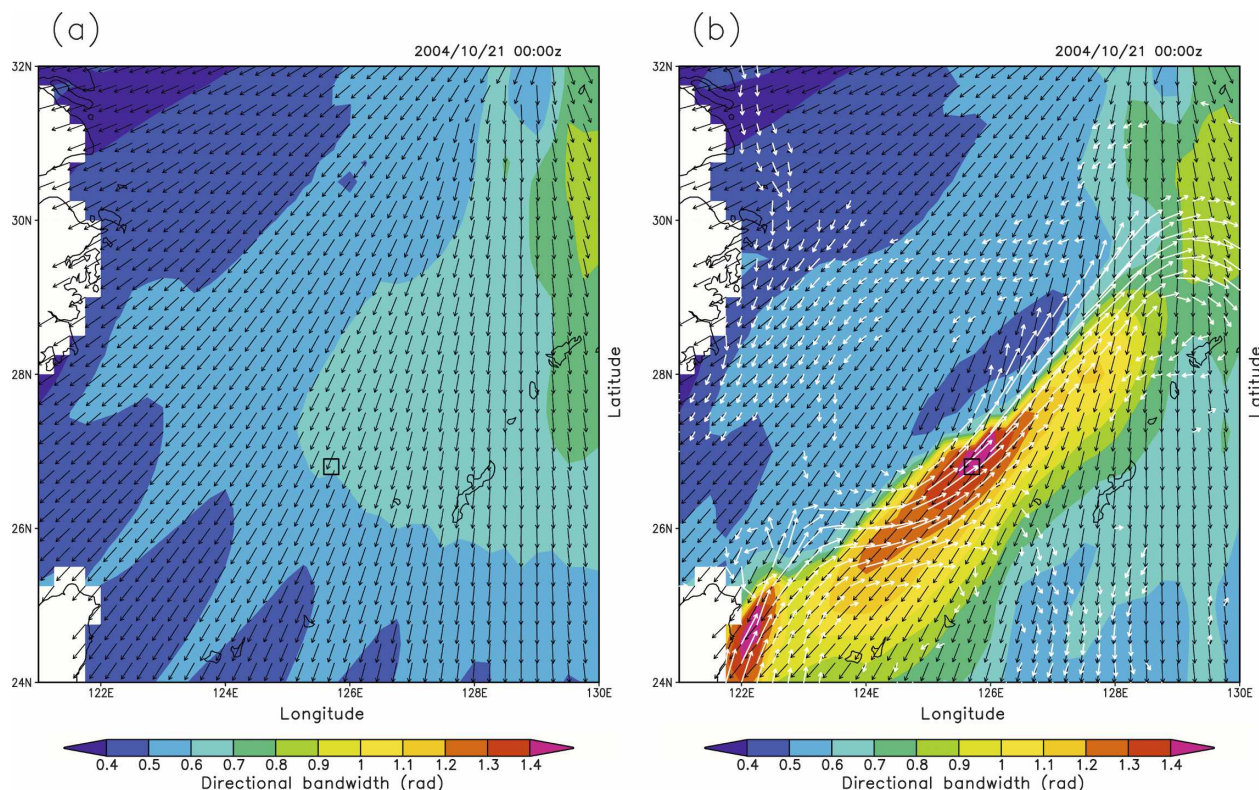 (a)
2004/10/21 00:00z
32N
30N
28N
26N
24N
122E 124E 126E 128E 130E
Longitude
Latitude
0.4 0.5 0.6 0.7 0.8 0.9 1 1.1 1.2 1.3 1.4
Directional bandwidth (rad)
(b)
2004/10/21 00:00z
32N
30N
28N
26N
24N
122E 124E 126E 128E 130E
Longitude
Latitude
0.4 0.5 0.6 0.7 0.8 0.9 1 1.1 1.2 1.3 1.4
Directional bandwidth (rad)